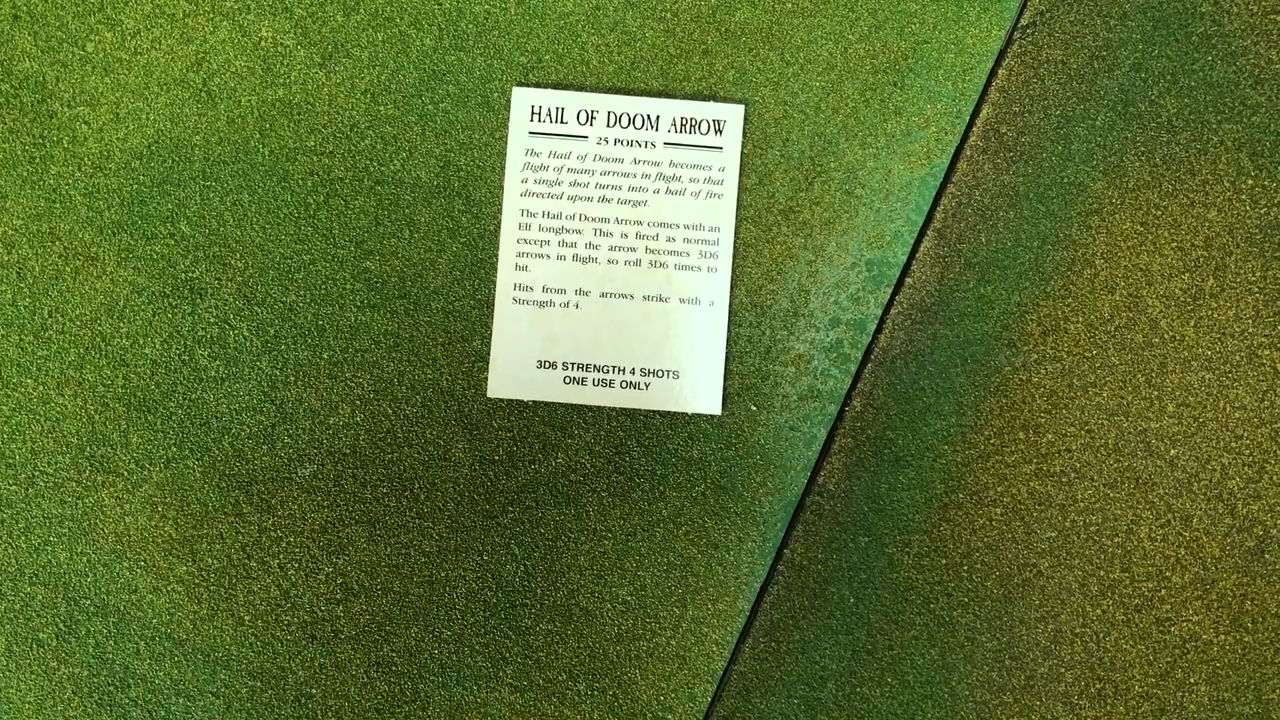 HAIL OF DOOM ARROW
25 POINTS
The Hail of Doom Arrow becomes a
flight of many arrows in flight, so that
a single shot turns into a hail of fire
directed upon the target.
The Hail of Doom Arrow comes with an
Elf longbow. This is fired as normal
except that the arrow becomes 3D6
arrows in flight, so roll 3D6 times to
hit.
Hits from the arrows strike with a
Strength of 4.
3D6 STRENGTH 4 SHOTS
ONE USE ONLY